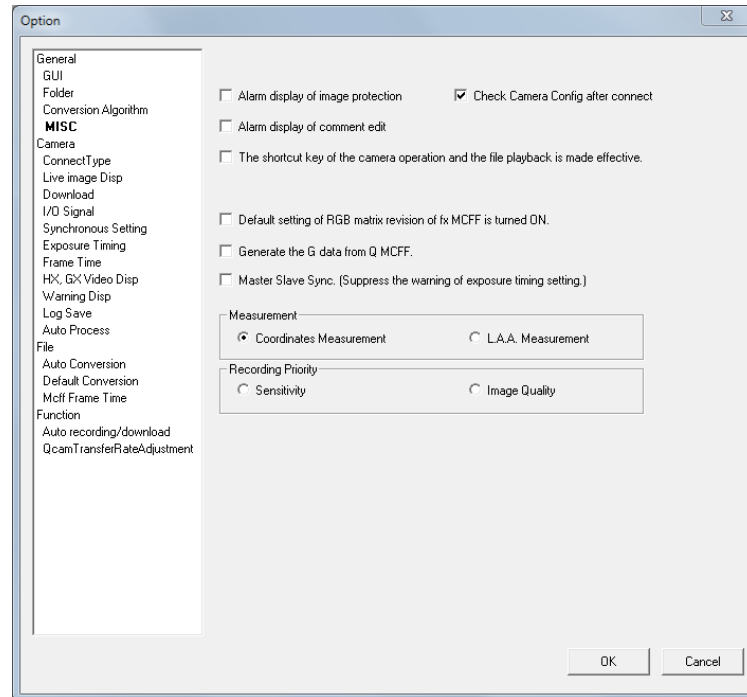 Option
General
GUI
Folder
Conversion Algorithm
MISC
Camera
ConnectType
Live image Disp
Download
I/O Signal
Synchronous Setting
Exposure Timing
Frame Time
HX, GX Video Disp
Warning Disp
Log Save
Auto Process
File
Auto Conversion
Default Conversion
Mcff Frame Time
Function
Auto recording/download
QcamTransferRateAdjustment
Alarm display of image protection
Check Camera Config after connect
Alarm display of comment edit
The shortcut key of the camera operation and the file playback is made effective.
Default setting of RGB matrix revision of fx MCFF is turned ON.
Generate the G data from Q MCFF.
Master Slave Sync. (Suppress the warning of exposure timing setting.)
Measurement
Coordinates Measurement
L.A.A. Measurement
Recording Priority
Sensitivity
Image Quality
OK
Cancel